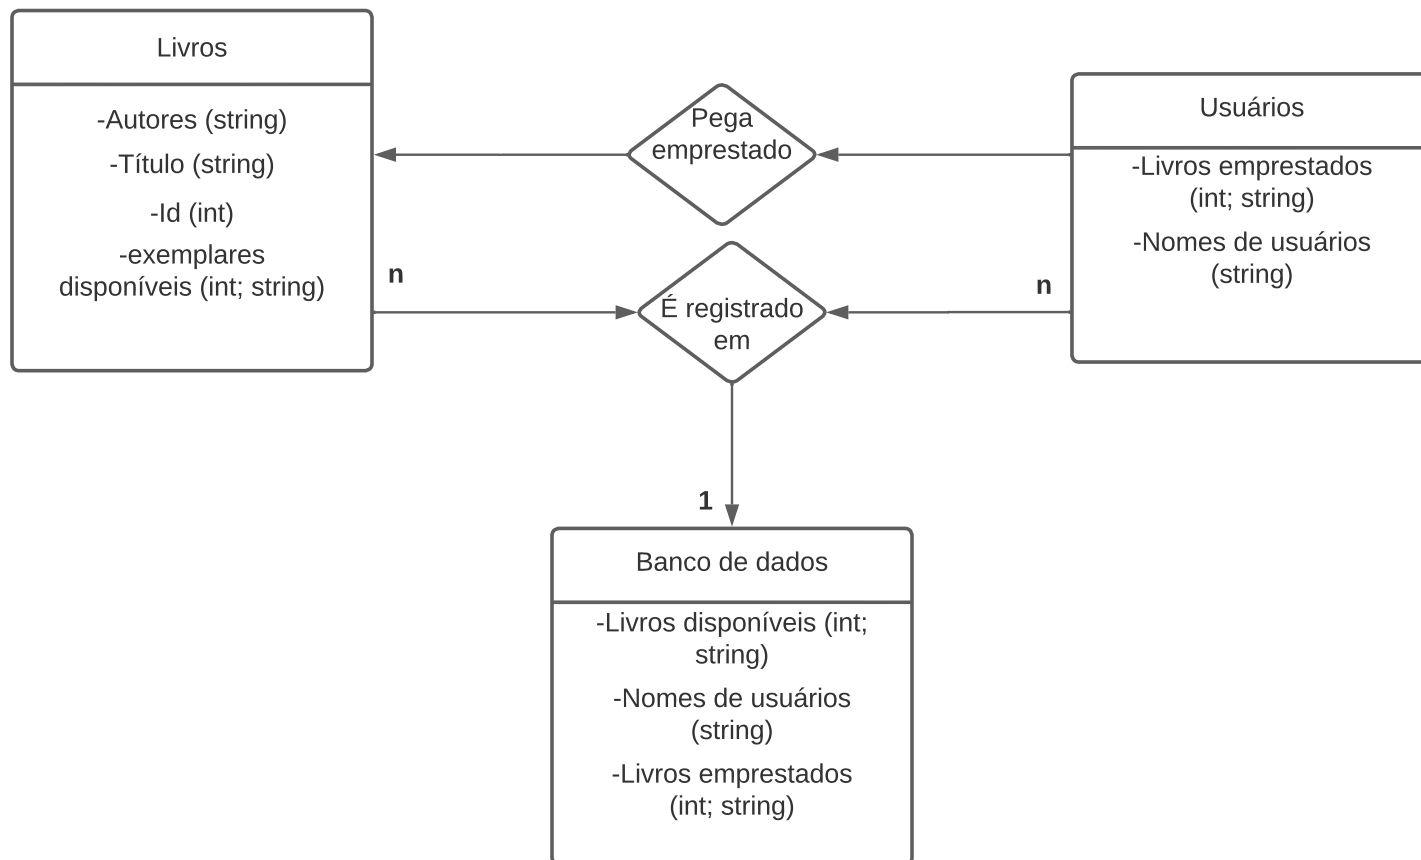 Livros
-Autores (string)
-Título (string)
-Id (int)
-exemplares
disponíveis (int; string)
n
Pega
emprestado
É registrado
em
Usuários
-Livros emprestados
(int; string)
-Nomes de usuários
(string)
n
1
Banco de dados
-Livros disponíveis (int;
string)
-Nomes de usuários
(string)
-Livros emprestados
(int; string)